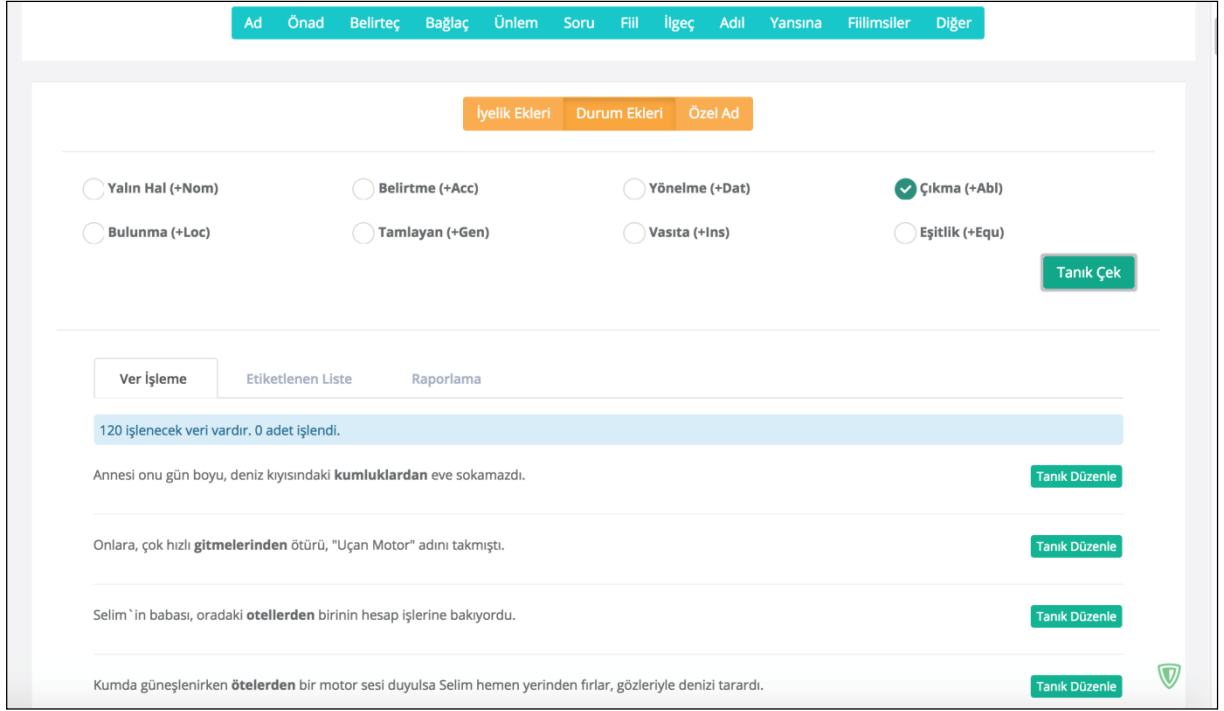 Ad Önad Belirteç Bağlaç Ünlem Soru Fiil İlgeç Adıl Yansına Fiilimsiler Diğer
İyelik Ekleri Durum Ekleri Özel Ad
Yalın Hal (+Nom) Belirtme (+Acc) Yönelme (+Dat) Çıkma (+Abl)
Bulunma (+Loc) Tamlayan (+Gen) Vasıta (+Ins) Eşitlik (+Equ)
Tanık Çek
Ver İşleme Etiketlenen Liste Raporlama
120 işlenecek veri vardır. 0 adet işlendi.
Annesi onu gün boyu, deniz kıyısındaki kumluklardan eve sokamazdı. Tanık Düzenle
Onlara, çok hızlı gitmelerinden ötürü, "Uçan Motor" adını takmıştı. Tanık Düzenle
Selim`in babası, oradaki otellerden birinin hesap işlerine bakıyordu. Tanık Düzenle
Kumda güneşlenirken ötelerden bir motor sesi duyulsa Selim hemen yerinden fırlar, gözleriyle denizi tarardı. Tanık Düzenle